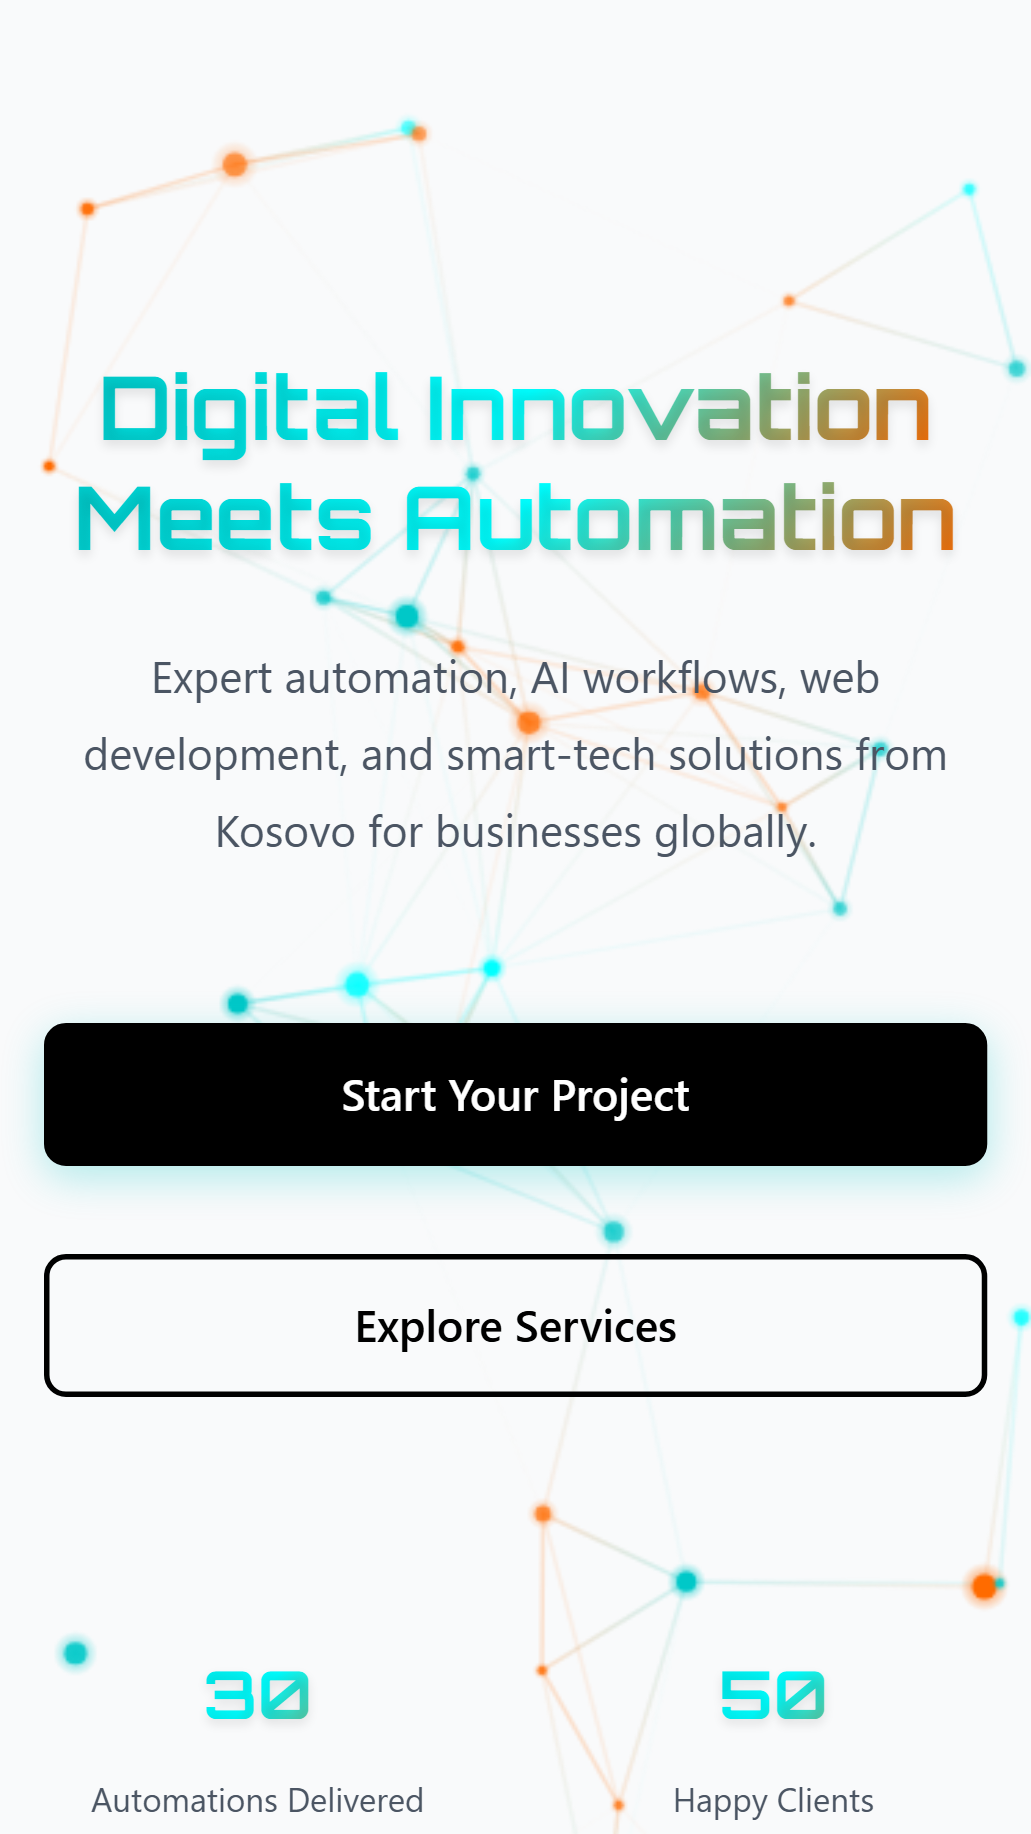 Digital Innovation
Meets Automation
Expert automation, AI workflows, web
development, and smart-tech solutions from
Kosovo for businesses globally.
Start Your Project
Explore Services
30
50
Automations Delivered
Happy Clients